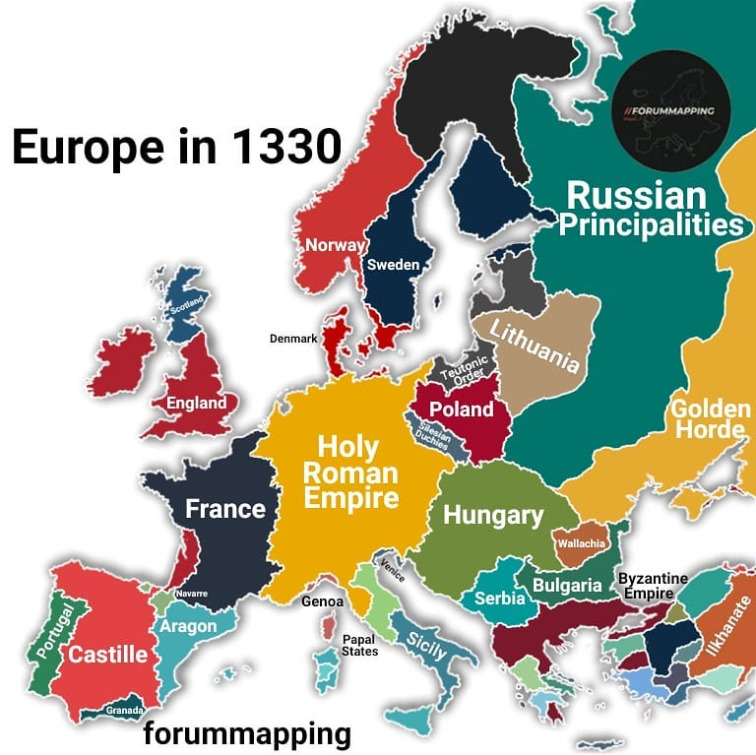 Europe in 1330
//FORUMMAPPING
Russian
Principalities
Norway
Sweden
Scotland
Denmark
Lithuania
Teutonic
Order
England
Poland
Golden
Horde
Silesian
Duchies
Holy
Roman
Empire
France
Hungary
Wallachia
Venice
Byzantine
Empire
Bulgaria
Navarre
Serbia
Genoa
Ilkhanate
Portugal
Aragon
Papal
States
Sicily
Castille
Granada
forummapping